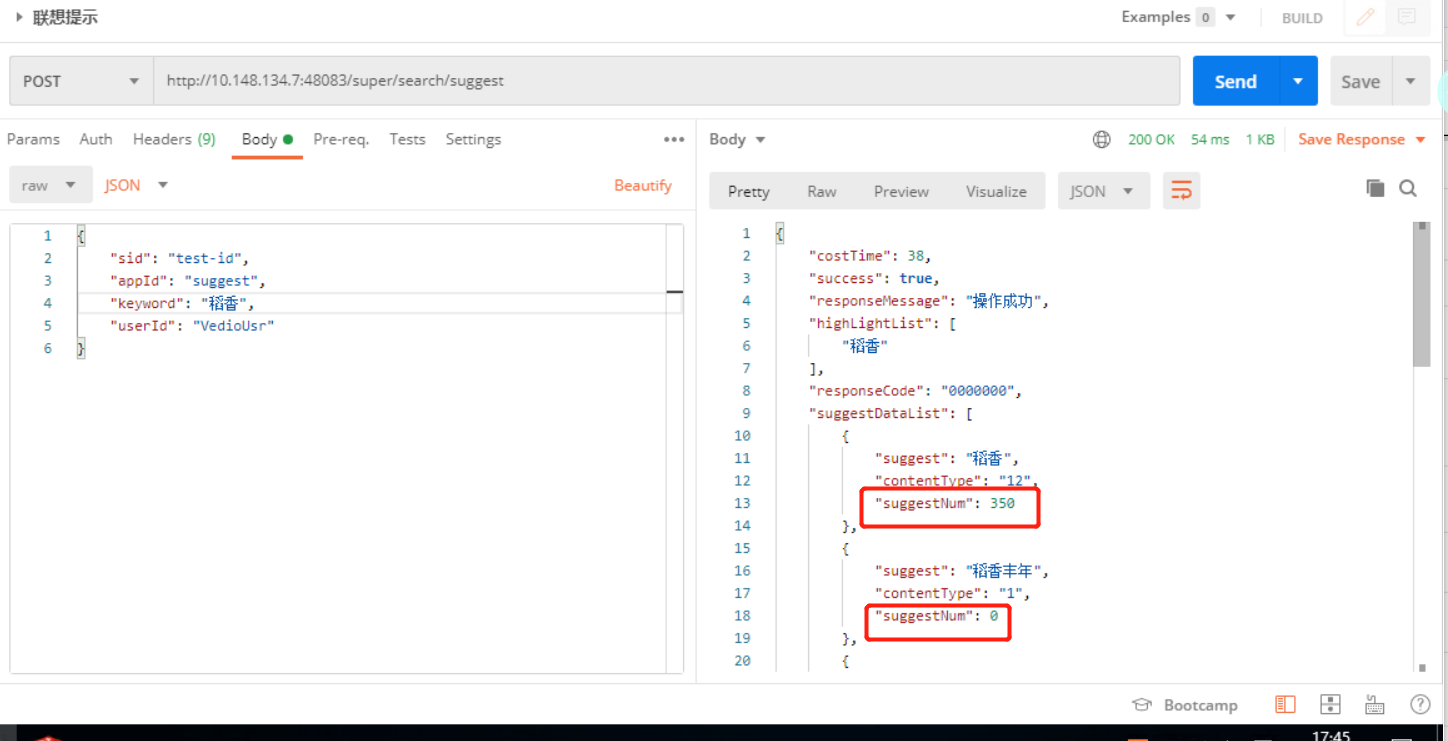 联想提示
Examples 0 BUILD
POST http://10.148.134.7:48083/super/search/suggest Send Save
Params Auth Headers (9) Body Pre-req. Tests Settings
raw JSON Beautify
1 {
2 "sid": "test-id",
3 "appId": "suggest",
4 "keyword": "稻香",
5 "userId": "VedioUsr"
6 }
Body 200 OK 54 ms 1 KB Save Response
Pretty Raw Preview Visualize JSON
1 {
2 "costTime": 38,
3 "success": true,
4 "responseMessage": "操作成功",
5 "highLightList": [
6 "稻香"
7 ],
8 "responseCode": "0000000",
9 "suggestDataList": [
10 {
11 "suggest": "稻香",
12 "contentType": "12",
13 "suggestNum": 350
14 },
15 {
16 "suggest": "稻香丰年",
17 "contentType": "1",
18 "suggestNum": 0
19 },
20 {
Bootcamp
17:45